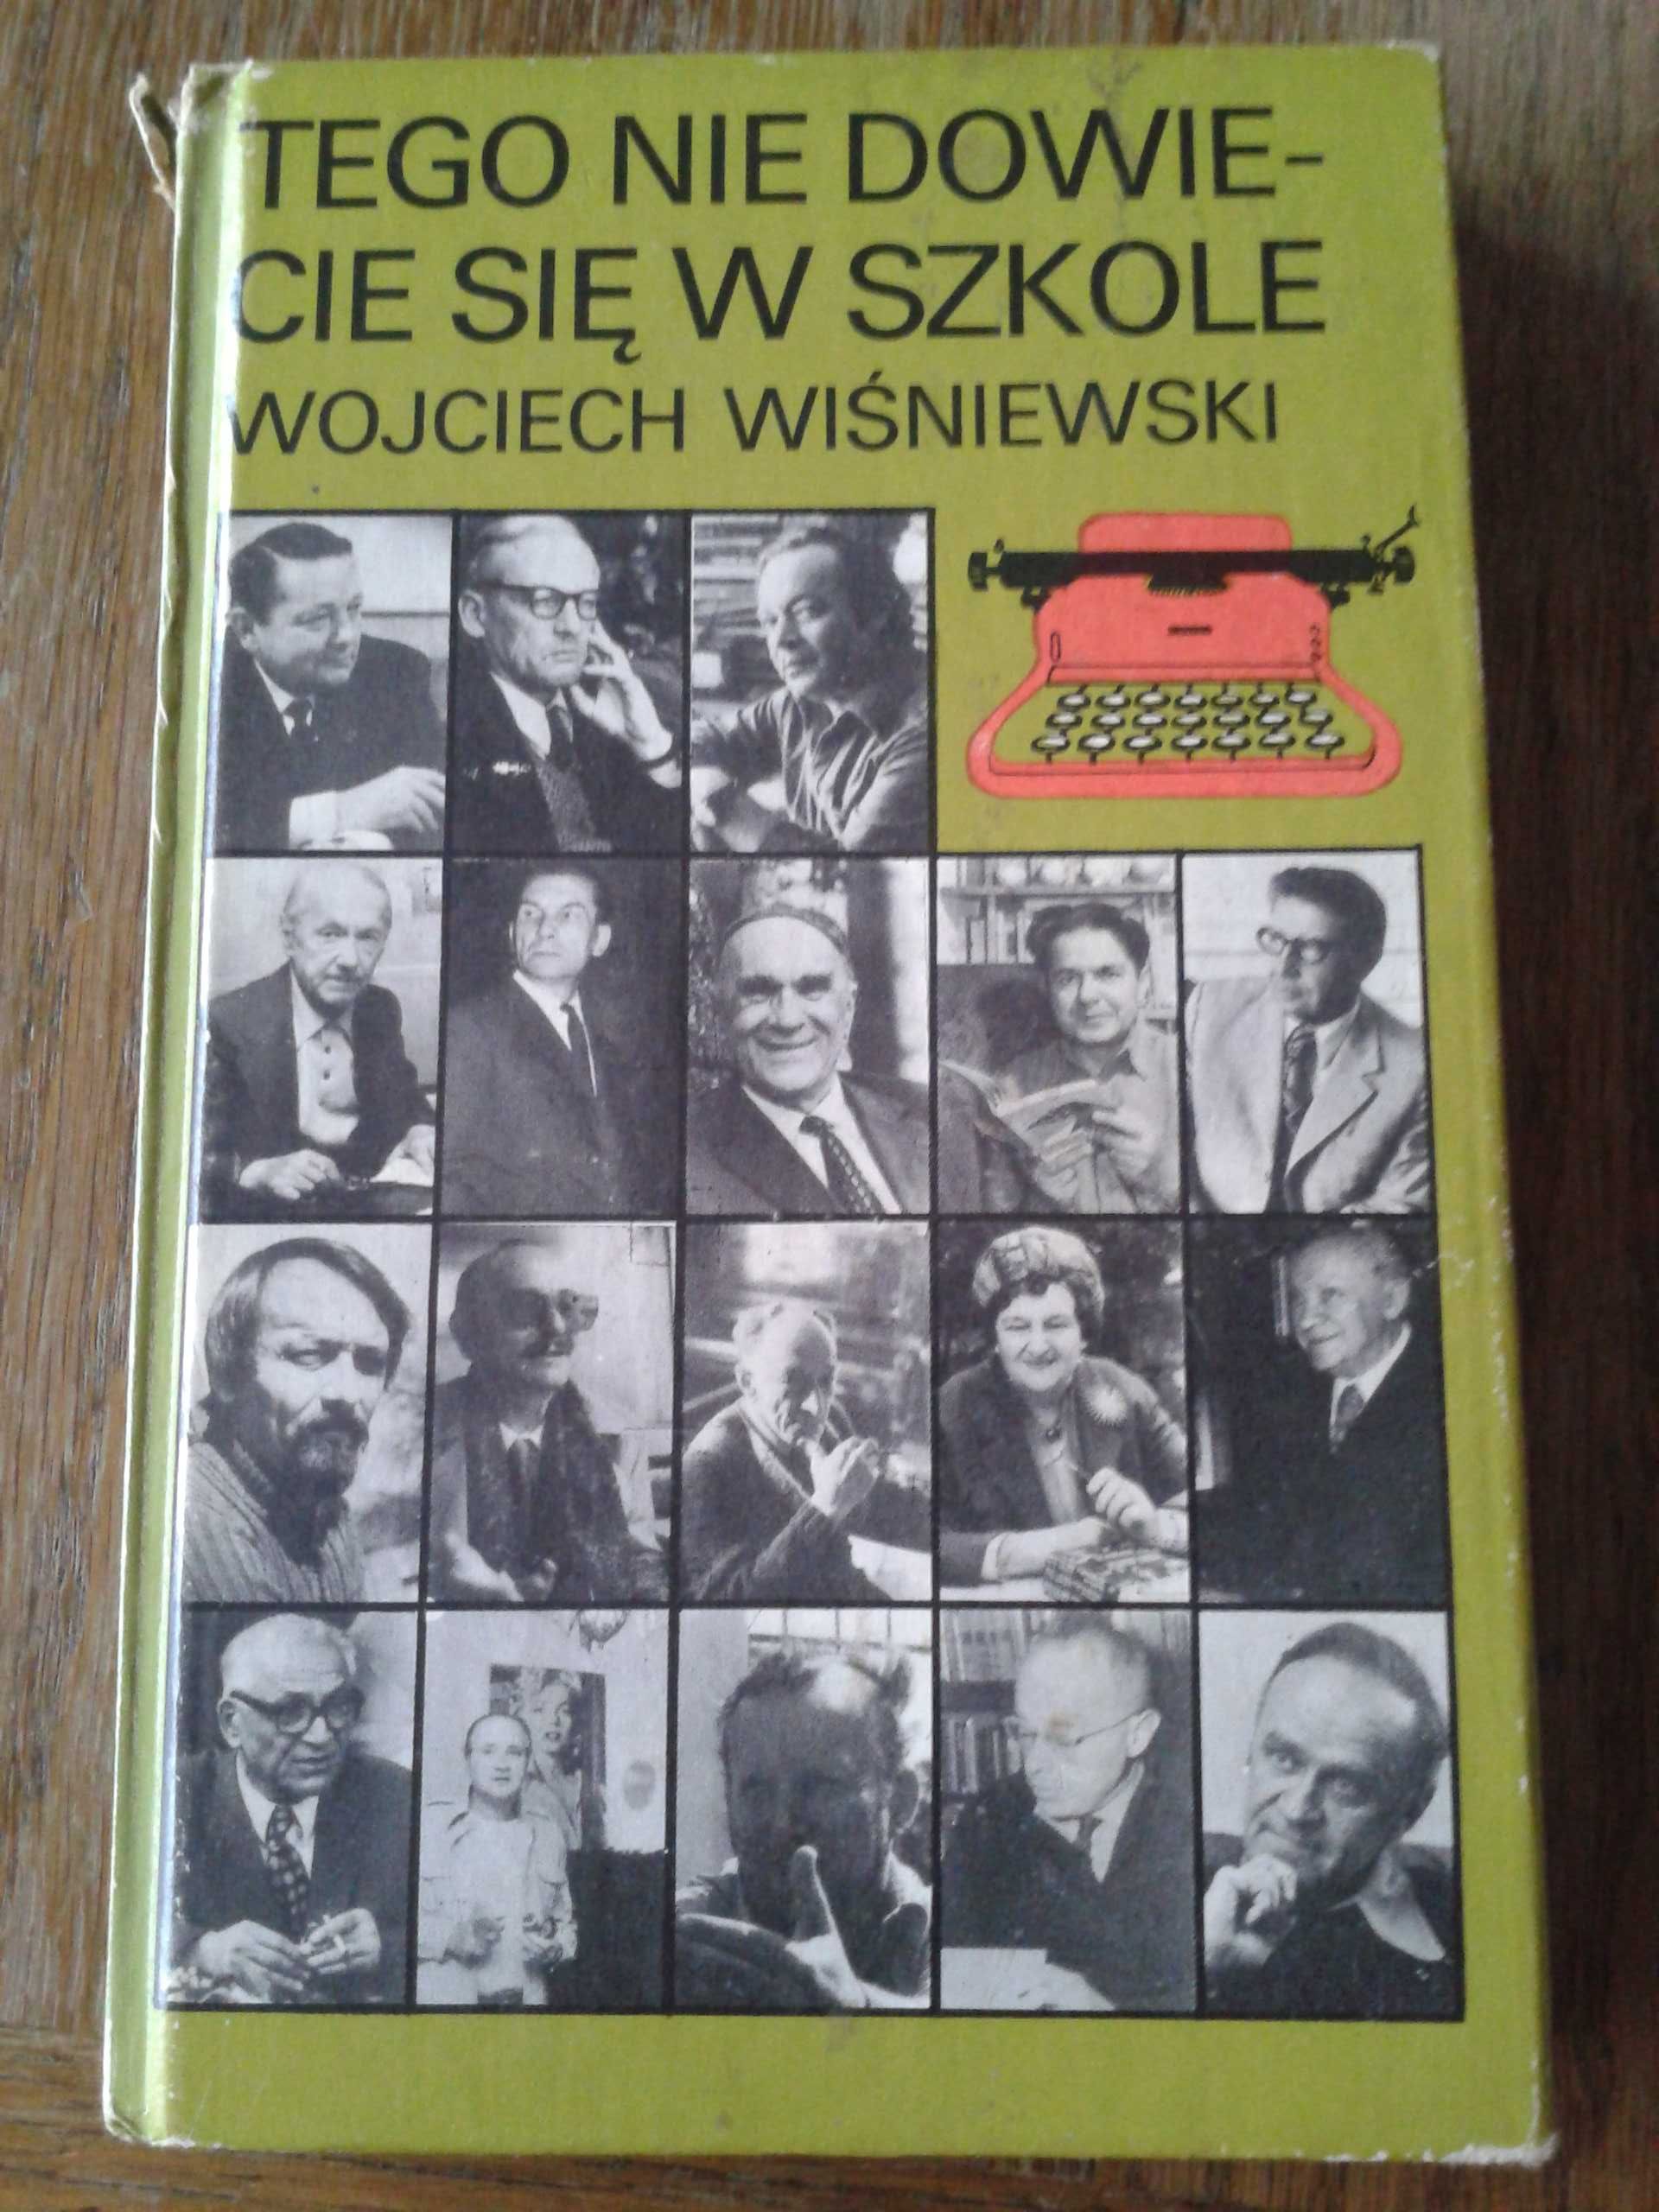 TEGO NIE DOWIE-
CIE SIĘ W SZKOLE
WOJCIECH WIŚNIEWSKI